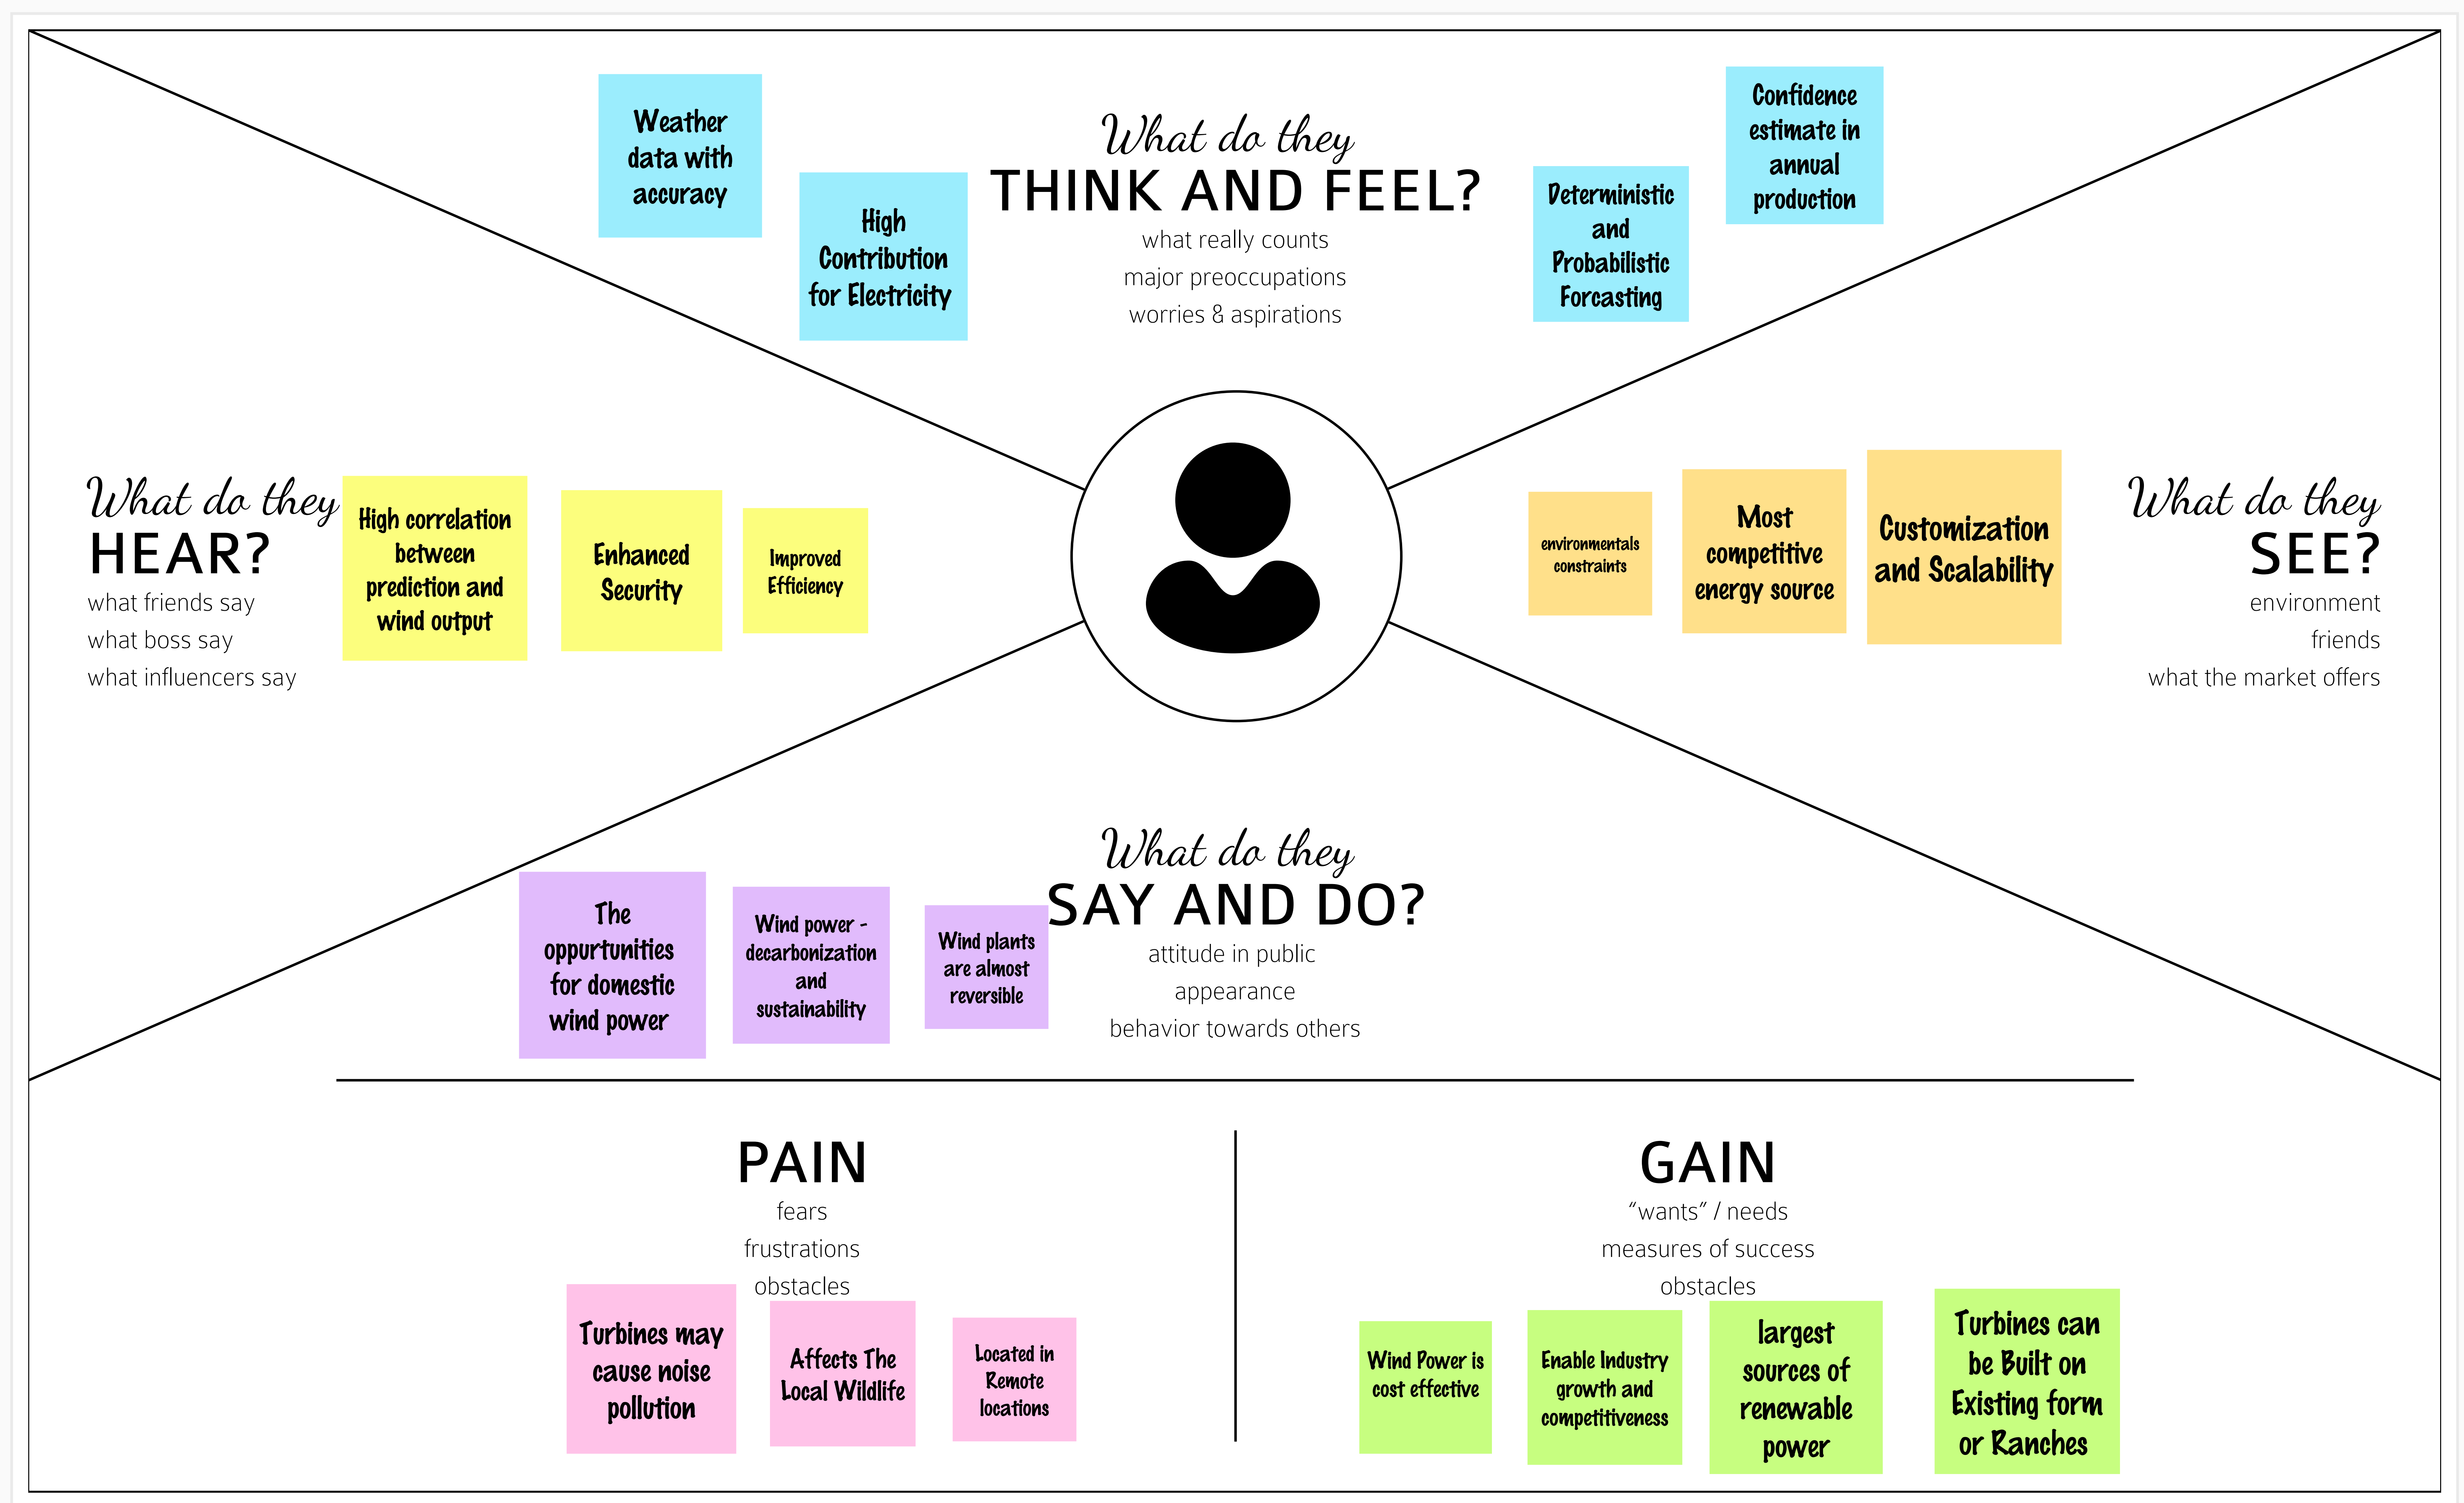 What do they
THINK AND FEEL?
what really counts
major preoccupations
worries & aspirations
Weather
data with
accuracy
High
Contribution
for Electricity
Deterministic
and
Probabilistic
Forcasting
Confidence
estimate in
annual
production
What do they
HEAR?
what friends say
what boss say
what influencers say
High correlation
between
prediction and
wind output
Enhanced
Security
Improved
Efficiency
environmentals
constraints
Most
competitive
energy source
Customization
and Scalability
What do they
SEE?
environment
friends
what the market offers
What do they
SAY AND DO?
attitude in public
appearance
behavior towards others
The
oppurtunities
for domestic
wind power
Wind power -
decarbonization
and
sustainability
Wind plants
are almost
reversible
PAIN
fears
frustrations
obstacles
Turbines may
cause noise
pollution
Affects The
Local Wildlife
Located in
Remote
locations
GAIN
“wants” / needs
measures of success
obstacles
Wind Power is
cost effective
Enable Industry
growth and
competitiveness
largest
sources of
renewable
power
Turbines can
be Built on
Existing form
or Ranches